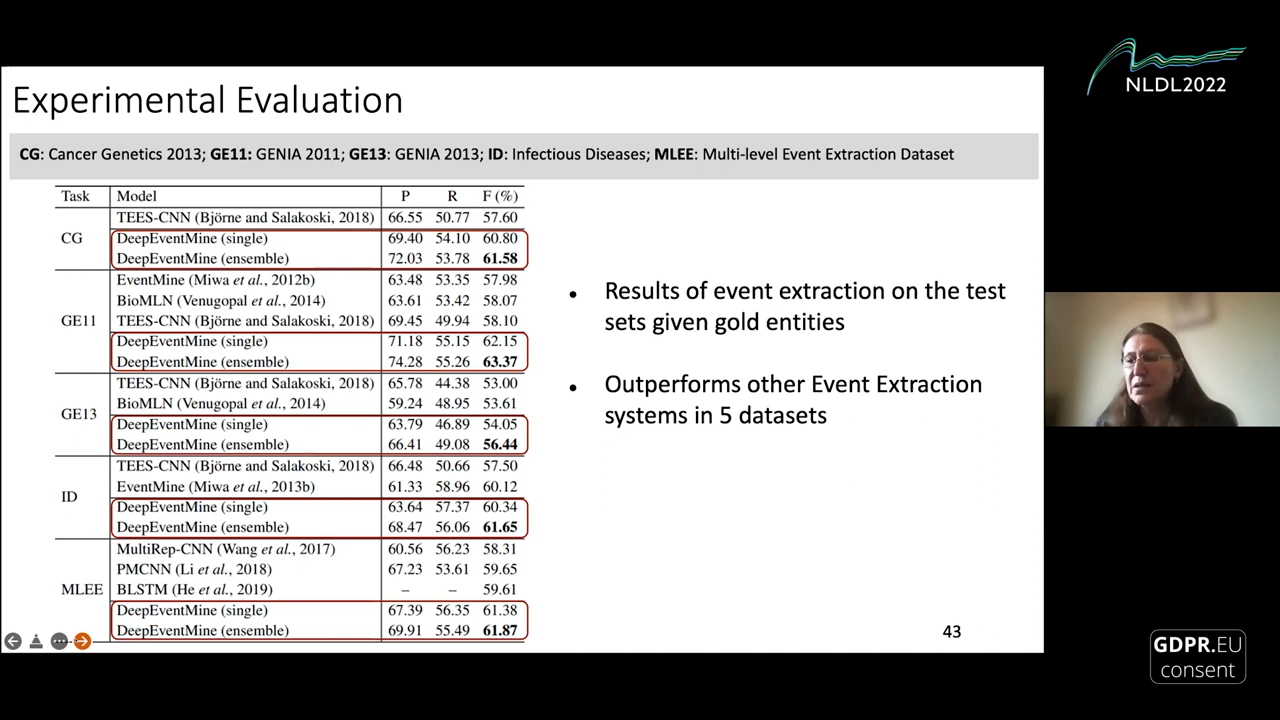 NLDL2022
Experimental Evaluation
CG: Cancer Genetics 2013; GE11: GENIA 2011; GE13: GENIA 2013; ID: Infectious Diseases; MLEE: Multi-level Event Extraction Dataset
Task Model P R F (%)
CG
TEES-CNN (Björne and Salakoski, 2018) 66.55 50.77 57.60
DeepEventMine (single) 69.40 54.10 60.80
DeepEventMine (ensemble) 72.03 53.78 61.58
GE11
EventMine (Miwa et al., 2012b) 63.48 53.35 57.98
BioMLN (Venugopal et al., 2014) 63.61 53.42 58.07
TEES-CNN (Björne and Salakoski, 2018) 69.45 49.94 58.10
DeepEventMine (single) 71.18 55.15 62.15
DeepEventMine (ensemble) 74.28 55.26 63.37
GE13
TEES-CNN (Björne and Salakoski, 2018) 65.78 44.38 53.00
BioMLN (Venugopal et al., 2014) 59.24 48.95 53.61
DeepEventMine (single) 63.79 46.89 54.05
DeepEventMine (ensemble) 66.41 49.08 56.44
ID
TEES-CNN (Björne and Salakoski, 2018) 66.48 50.66 57.50
EventMine (Miwa et al., 2013b) 61.33 58.96 60.12
DeepEventMine (single) 63.64 57.37 60.34
DeepEventMine (ensemble) 68.47 56.06 61.65
MLEE
MultiRep-CNN (Wang et al., 2017) 60.56 56.23 58.31
PMCNN (Li et al., 2018) 67.23 53.61 59.65
BLSTM (He et al., 2019) – – 59.61
DeepEventMine (single) 67.39 56.35 61.38
DeepEventMine (ensemble) 69.91 55.49 61.87
• Results of event extraction on the test
sets given gold entities
• Outperforms other Event Extraction
systems in 5 datasets
43
GDPR.EU
consent